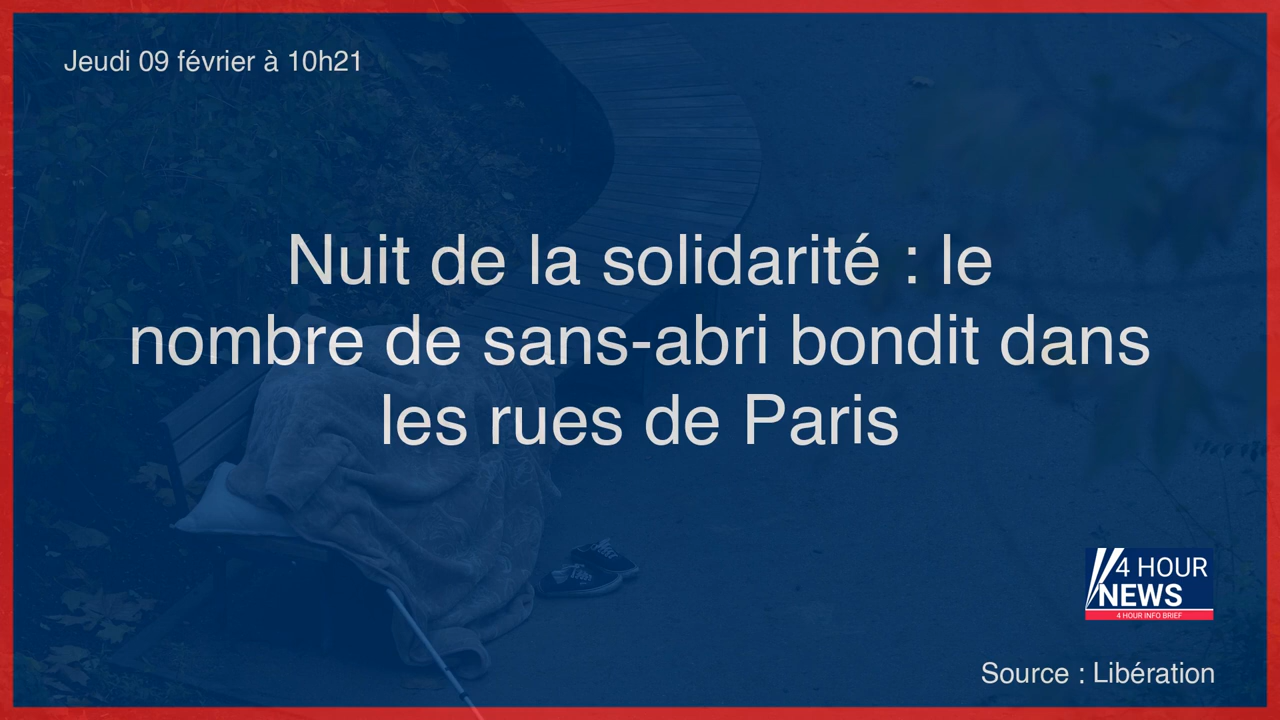 Jeudi 09 février à 10h21
Nuit de la solidarité : le
nombre de sans-abri bondit dans
les rues de Paris
4 HOUR
NEWS
4 HOUR INFO BRIEF
Source : Libération